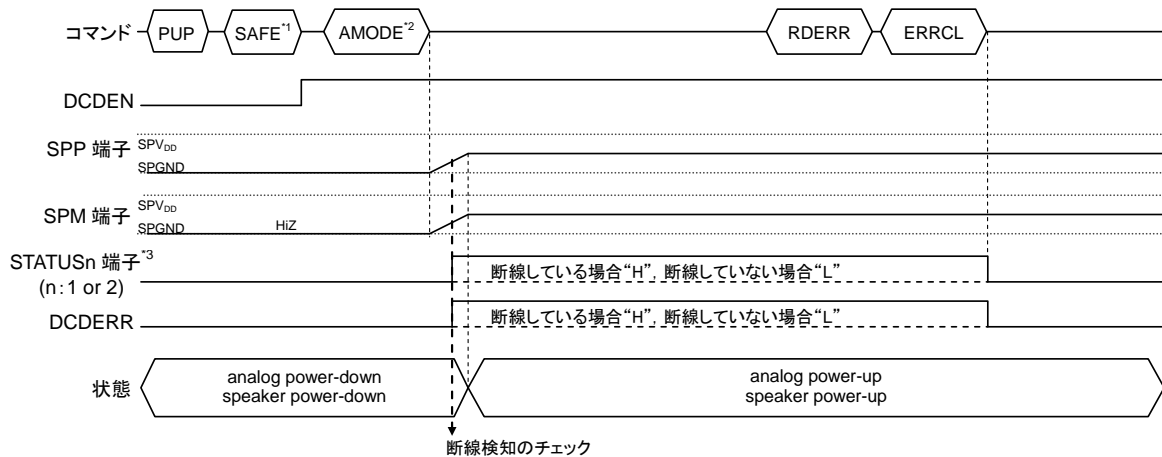 コマンド PUP SAFE*1 AMODE*2 RDERR ERRCL
DCDEN
SPP 端子 SPVDD
SPGND
SPM 端子 SPVDD
SPGND HiZ
STATUSn 端子*3
(n:1 or 2)
断線している場合“H”, 断線していない場合“L”
DCDERR 断線している場合“H”, 断線していない場合“L”
状態
analog power-down
speaker power-down
analog power-up
speaker power-up
断線検知のチェック